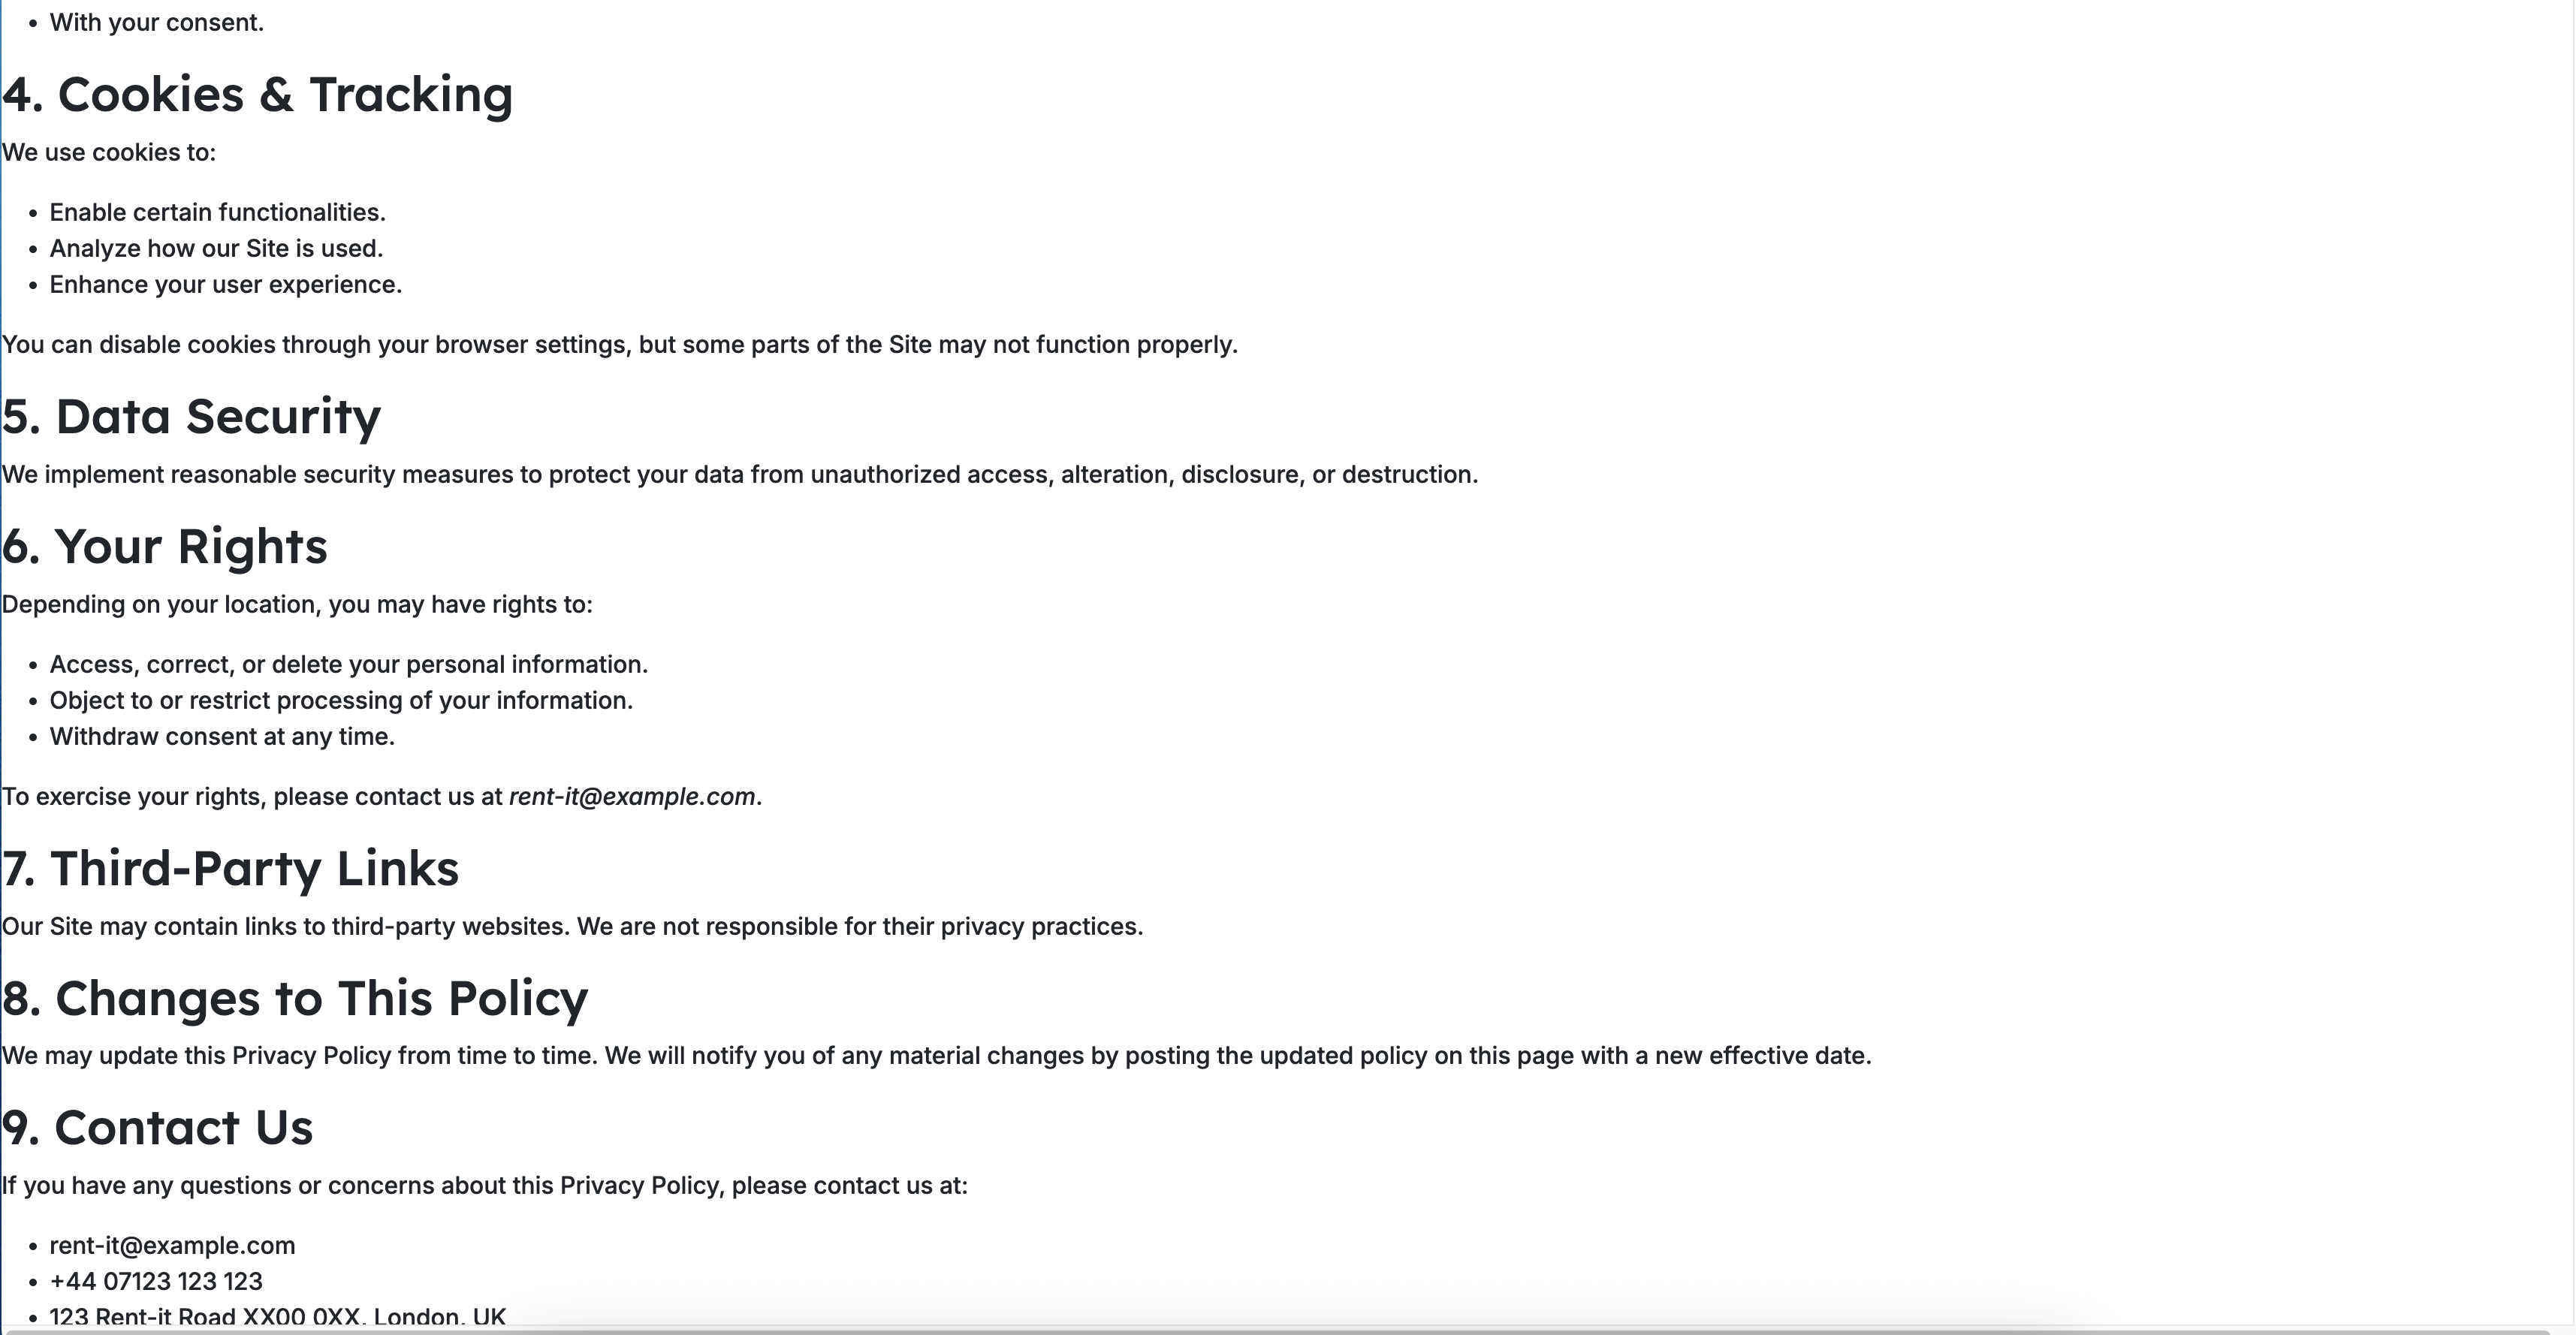 • With your consent.
4. Cookies & Tracking
We use cookies to:
• Enable certain functionalities.
• Analyze how our Site is used.
• Enhance your user experience.
You can disable cookies through your browser settings, but some parts of the Site may not function properly.
5. Data Security
We implement reasonable security measures to protect your data from unauthorized access, alteration, disclosure, or destruction.
6. Your Rights
Depending on your location, you may have rights to:
• Access, correct, or delete your personal information.
• Object to or restrict processing of your information.
• Withdraw consent at any time.
To exercise your rights, please contact us at rent-it@example.com.
7. Third-Party Links
Our Site may contain links to third-party websites. We are not responsible for their privacy practices.
8. Changes to This Policy
We may update this Privacy Policy from time to time. We will notify you of any material changes by posting the updated policy on this page with a new effective date.
9. Contact Us
If you have any questions or concerns about this Privacy Policy, please contact us at:
• rent-it@example.com
• +44 07123 123 123
• 123 Rent-it Road XX00 0XX, London, UK